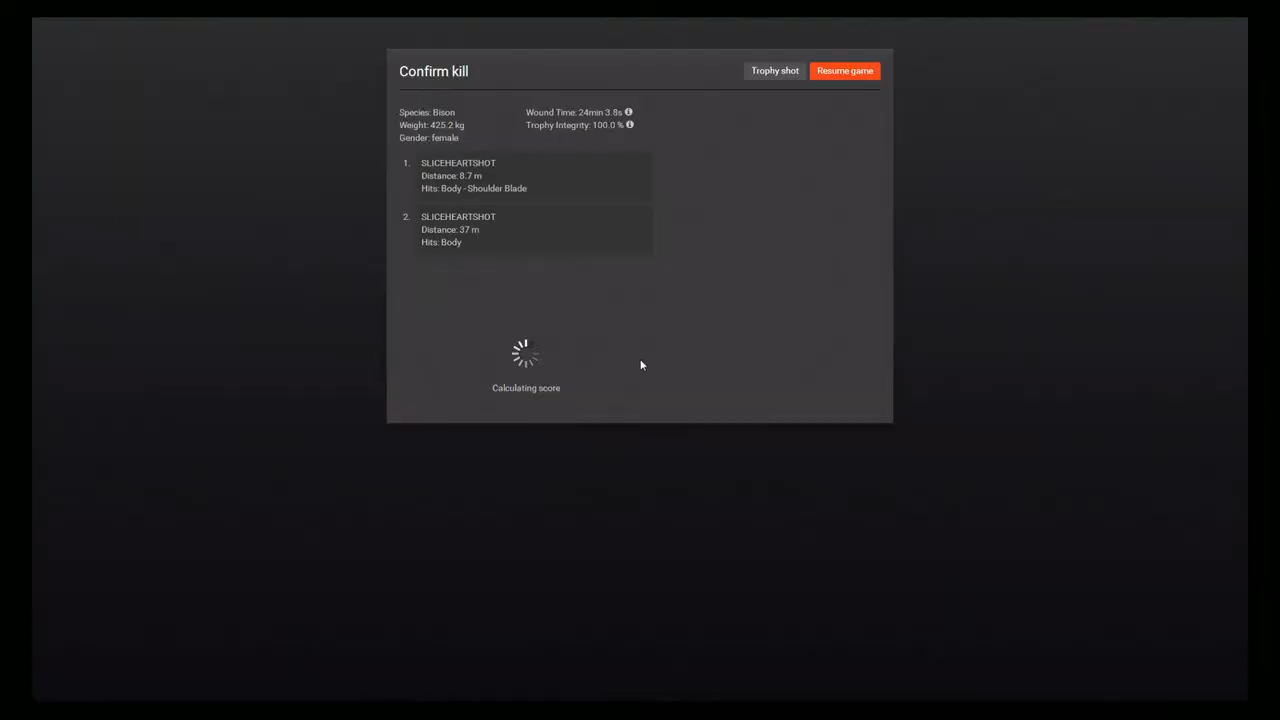 Confirm kill
Trophy shot
Resume game
Species: Bison
Wound Time: 24min 3.8s
Weight: 425.2 kg
Trophy Integrity: 100.0 %
Gender: female
1. SLICEHEARTSHOT
Distance: 8.7 m
Hits: Body - Shoulder Blade
2. SLICEHEARTSHOT
Distance: 37 m
Hits: Body
Calculating score